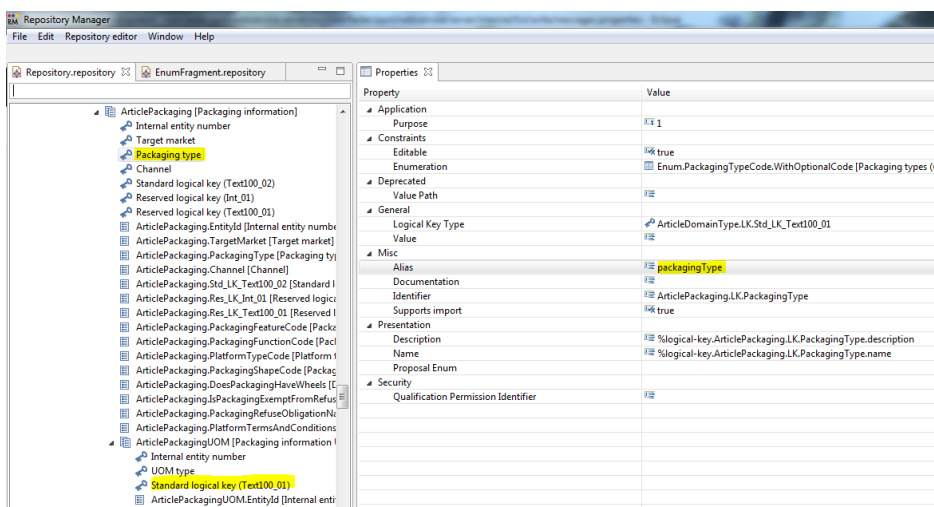 Repository Manager
File Edit Repository editor Window Help
Repository.repository
EnumFragment.repository
ArticlePackaging [Packaging information]
Internal entity number
Target market
Packaging type
Channel
Standard logical key (Text100_02)
Reserved logical key (Int_01)
Reserved logical key (Text100_01)
ArticlePackaging.EntityId [Internal entity numbe
ArticlePackaging.TargetMarket [Target market]
ArticlePackaging.PackagingType [Packaging ty
ArticlePackaging.Channel [Channel]
ArticlePackaging.Std_LK_Text100_02 [Standard l
ArticlePackaging.Res_LK_Int_01 [Reserved logica
ArticlePackaging.Res_LK_Text100_01 [Reserved l
ArticlePackaging.PackagingFeatureCode [Packa
ArticlePackaging.PackagingFunctionCode [Pac
ArticlePackaging.PlatformTypeCode [Platform t
ArticlePackaging.PackagingShapeCode [Packag
ArticlePackaging.DoesPackagingHaveWheels [
ArticlePackaging.IsPackagingExemptFromRefus
ArticlePackaging.PackagingRefuseObligationNa
ArticlePackaging.PlatformTermsAndConditions
ArticlePackagingUOM [Packaging information
Internal entity number
UOM type
Standard logical key (Text100_01)
ArticlePackagingUOM.EntityId [Internal enti
Properties
Property Value
Application
Purpose 1
Constraints
Editable true
Enumeration Enum.PackagingTypeCode.WithOptionalCode [Packaging types (
Deprecated
Value Path
General
Logical Key Type ArticleDomainType.LK.Std_LK_Text100_01
Value
Misc
Alias packagingType
Documentation
Identifier ArticlePackaging.LK.PackagingType
Supports import true
Presentation
Description %logical-key.ArticlePackaging.LK.PackagingType.description
Name %logical-key.ArticlePackaging.LK.PackagingType.name
Proposal Enum
Security
Qualification Permission Identifier